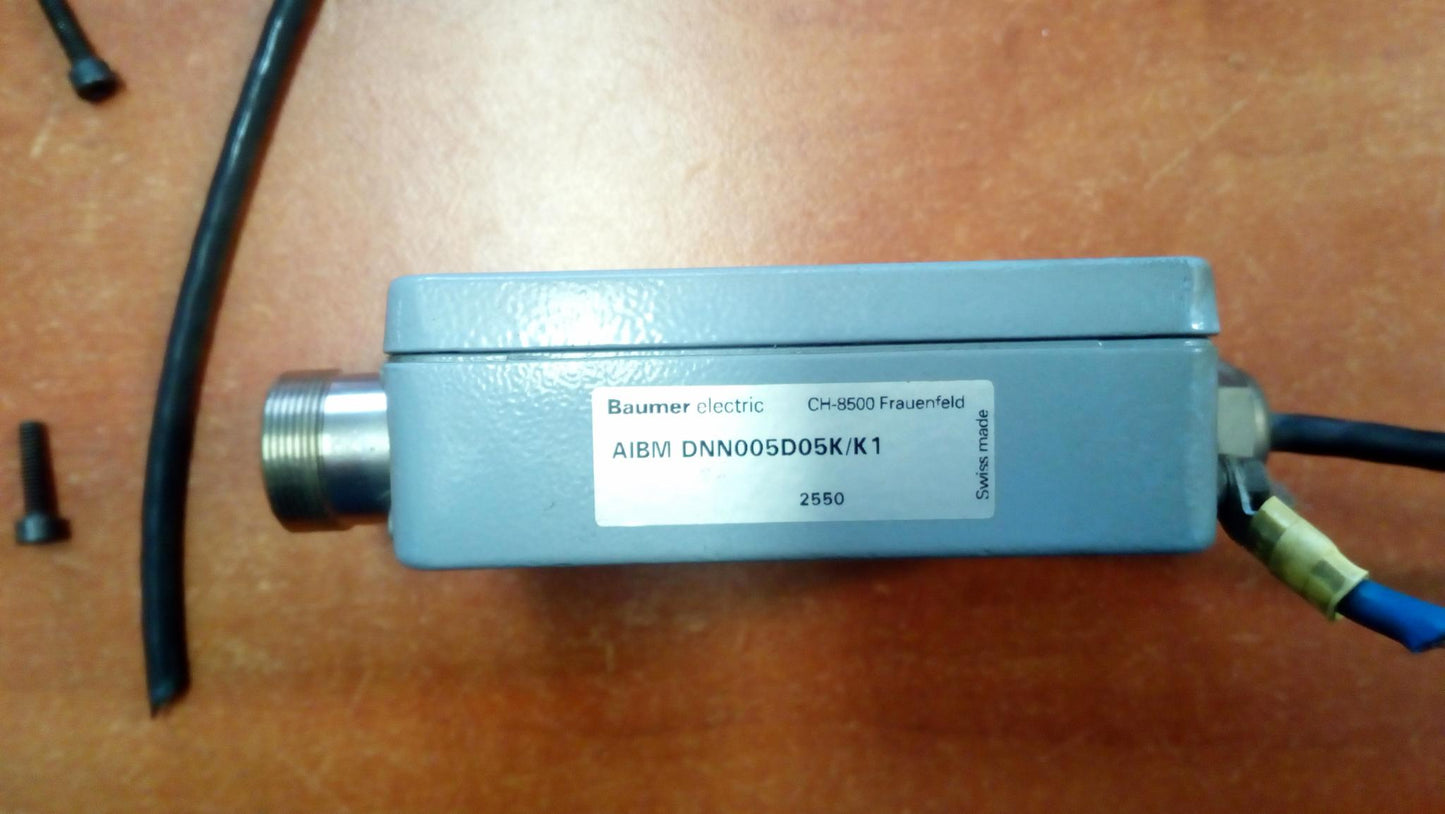 Baumer electric CH-8500 Frauenfeld
AIBM DNN005D05K/K1
2550
Swiss made